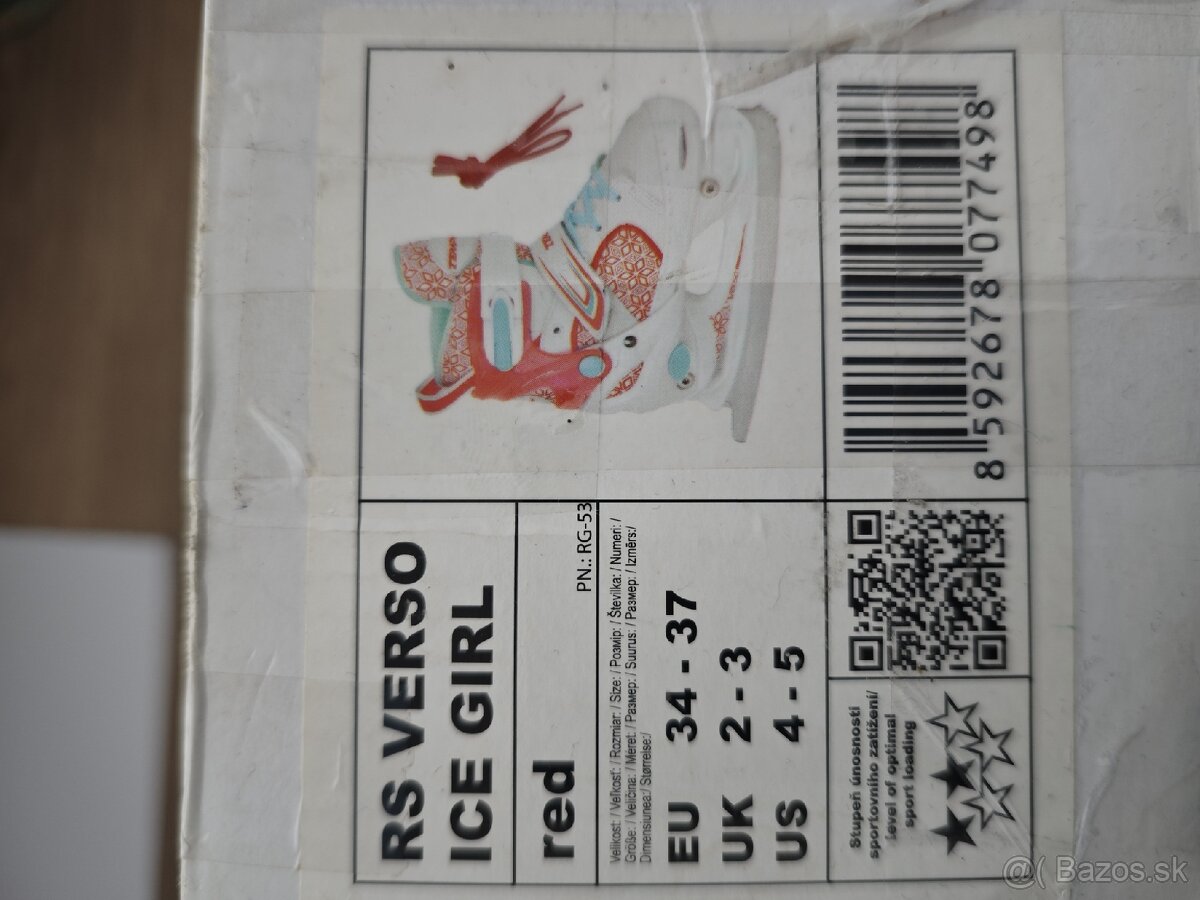 RS VERSO
ICE GIRL
red
PN.: RG-53
Velikost: / Veľkosť: / Rozmiar: / Size: / Розмір: / Številka: / Numeri: /
Größe: / Veličina: / Méret: / Размер: / Suurus: / Размер: / Izmērs:/
Dimensiunea:/ Størrelse:/
EU 34 - 37
UK 2 - 3
US 4 - 5
8 592678 077498
Stupeň únosnosti
sportovního zatížení/
Level of optimal
sport loading
@( Bazos.sk